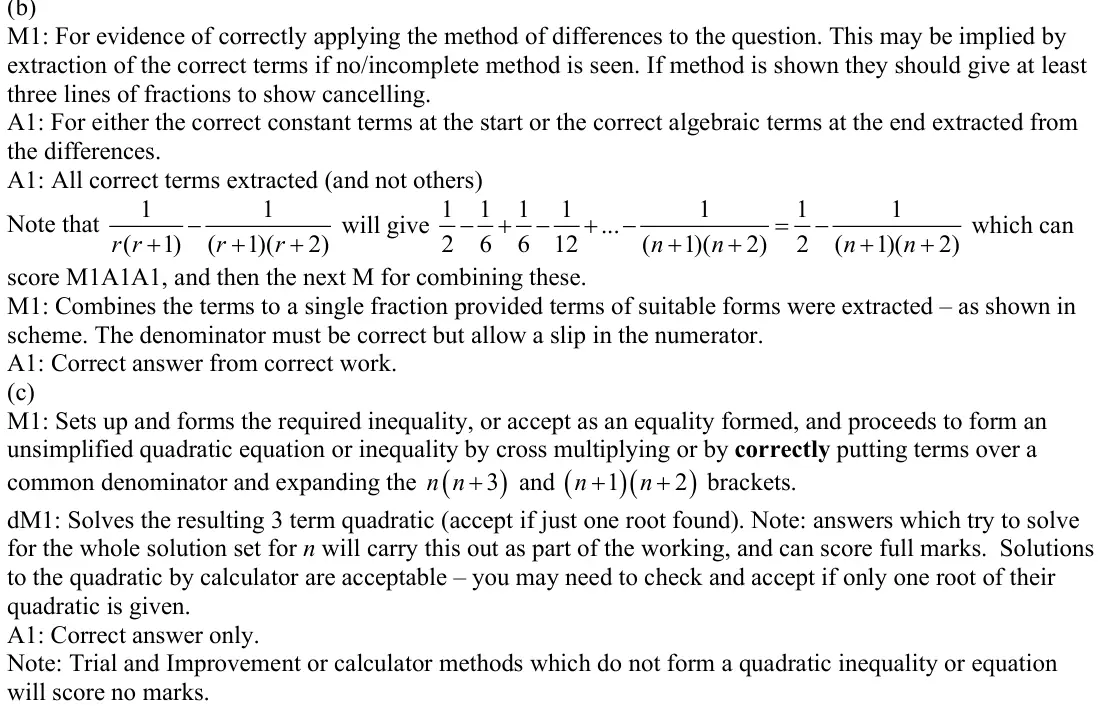 (b)
M1: For evidence of correctly applying the method of differences to the question. This may be implied by
extraction of the correct terms if no/incomplete method is seen. If method is shown they should give at least
three lines of fractions to show cancelling.
A1: For either the correct constant terms at the start or the correct algebraic terms at the end extracted from
the differences.
A1: All correct terms extracted (and not others)
Note that 1/(r(r+1)) − 1/((r+1)(r+2)) will give 1/2 − 1/6 + 1/6 − 1/12 + ... − 1/((n+1)(n+2)) = 1/2 − 1/((n+1)(n+2)) which can
score M1A1A1, and then the next M for combining these.
M1: Combines the terms to a single fraction provided terms of suitable forms were extracted – as shown in
scheme. The denominator must be correct but allow a slip in the numerator.
A1: Correct answer from correct work.
(c)
M1: Sets up and forms the required inequality, or accept as an equality formed, and proceeds to form an
unsimplified quadratic equation or inequality by cross multiplying or by correctly putting terms over a
common denominator and expanding the n(n+3) and (n+1)(n+2) brackets.
dM1: Solves the resulting 3 term quadratic (accept if just one root found). Note: answers which try to solve
for the whole solution set for n will carry this out as part of the working, and can score full marks. Solutions
to the quadratic by calculator are acceptable – you may need to check and accept if only one root of their
quadratic is given.
A1: Correct answer only.
Note: Trial and Improvement or calculator methods which do not form a quadratic inequality or equation
will score no marks.